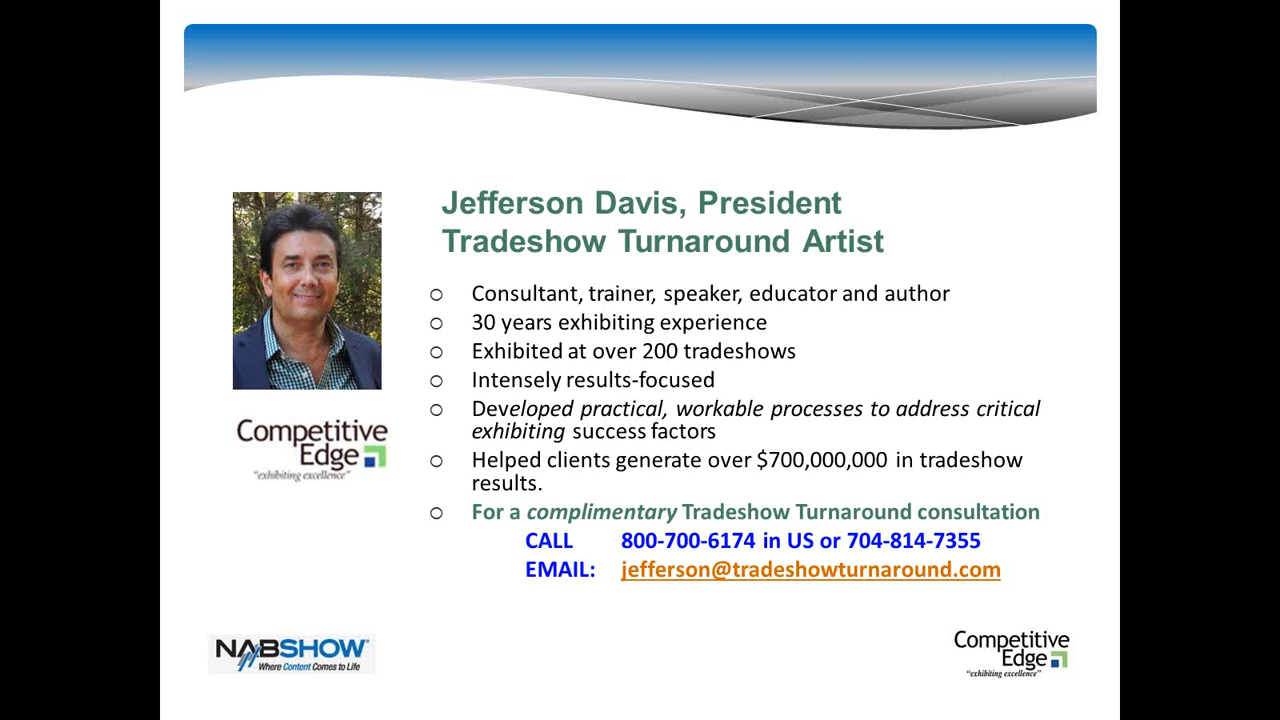 Jefferson Davis, President
Tradeshow Turnaround Artist
Consultant, trainer, speaker, educator and author
30 years exhibiting experience
Exhibited at over 200 tradeshows
Intensely results-focused
Developed practical, workable processes to address critical
exhibiting success factors
Helped clients generate over $700,000,000 in tradeshow
results.
For a complimentary Tradeshow Turnaround consultation
CALL 800-700-6174 in US or 704-814-7355
EMAIL: jefferson@tradeshowturnaround.com
Competitive
Edge
"exhibiting excellence"
NABSHOW®
Where Content Comes to Life
Competitive
Edge
"exhibiting excellence"